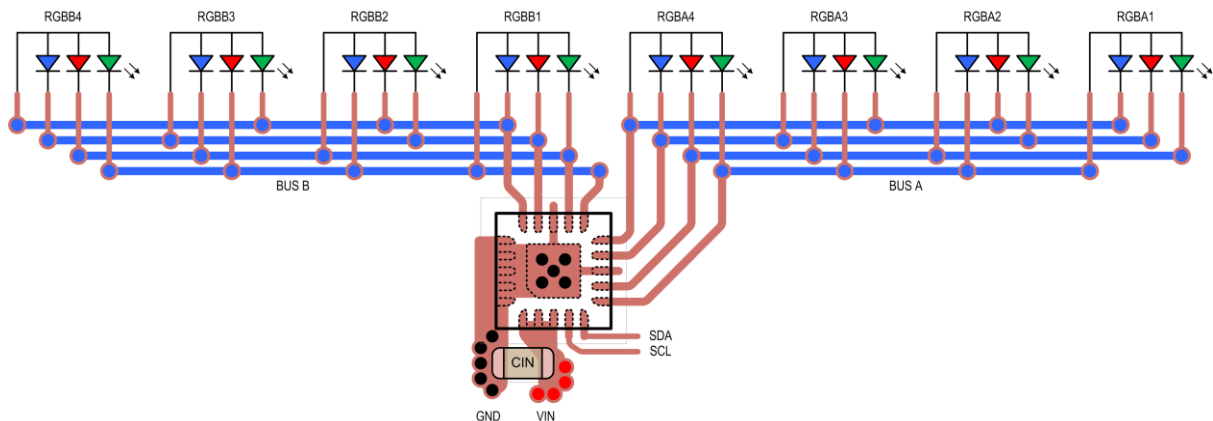 RGBB4 RGBB3 RGBB2 RGBB1 RGBA4 RGBA3 RGBA2 RGBA1
BUS B BUS A
SDA
SCL
CIN
GND VIN